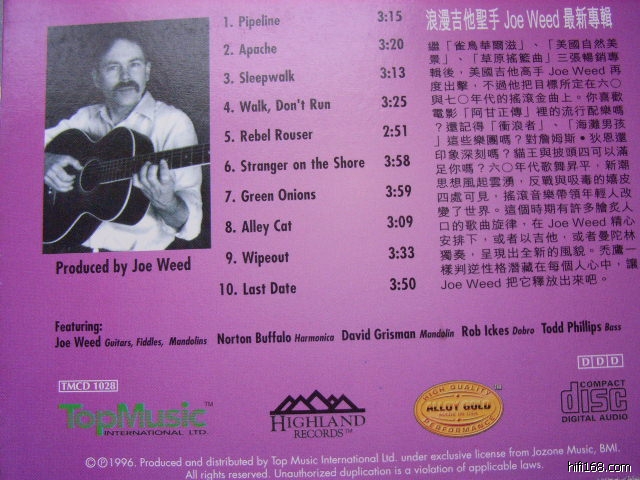 1. Pipeline 3:15
2. Apache 3:20
3. Sleepwalk 3:13
4. Walk, Don't Run 3:25
5. Rebel Rouser 2:51
6. Stranger on the Shore 3:58
7. Green Onions 3:59
8. Alley Cat 3:09
9. Wipeout 3:33
10. Last Date 3:50
Produced by Joe Weed
浪漫吉他聖手 Joe Weed 最新專輯
繼「雀鳥華爾滋」、「美國自然美
景」、「草原搖籃曲」三張暢銷專
輯後，美國吉他高手 Joe Weed 再
度出擊，不過他把目標所定在六○
與七○年代的搖滾金曲上。你喜歡
電影「阿甘正傳」裡的流行配樂嗎
？還記得「衝浪者」、「海灘男孩
」這些樂團嗎？對詹姆斯•狄恩還
印象深刻嗎？貓王與披頭四可以滿
足你嗎？六○年代歌舞昇平，新潮
思想風起雲湧，反戰與吸毒的嬉皮
四處可見，搖滾音樂帶領年輕人改
變了世界。這個時期有許多膾炙人
口的歌曲旋律，在 Joe Weed 精心
安排下，或者以吉他，或者曼陀林
獨奏，呈現出全新的風貌。禿鷹一
樣判逆性格潛藏在每個人心中，讓
Joe Weed 把它釋放出來吧。
Featuring:
Joe Weed Guitars, Fiddles, Mandolins Norton Buffalo Harmonica David Grisman Mandolin Rob Ickes Dobro Todd Phillips Bass
DDD
TMCD 1028
TopMusic™
INTERNATIONAL LTD.
HIGHLAND
RECORDS™
HIGH QUALITY
ALLOY GOLD
MADE IN USA
PERFORMANCE
™
COMPACT
disc
DIGITAL AUDIO
©℗1996. Produced and distributed by Top Music International Ltd. under exclusive license from Jozone Music, BMI.
All rights Reserved. Unauthorized duplication is a violation of applicable laws.
hifi168.com